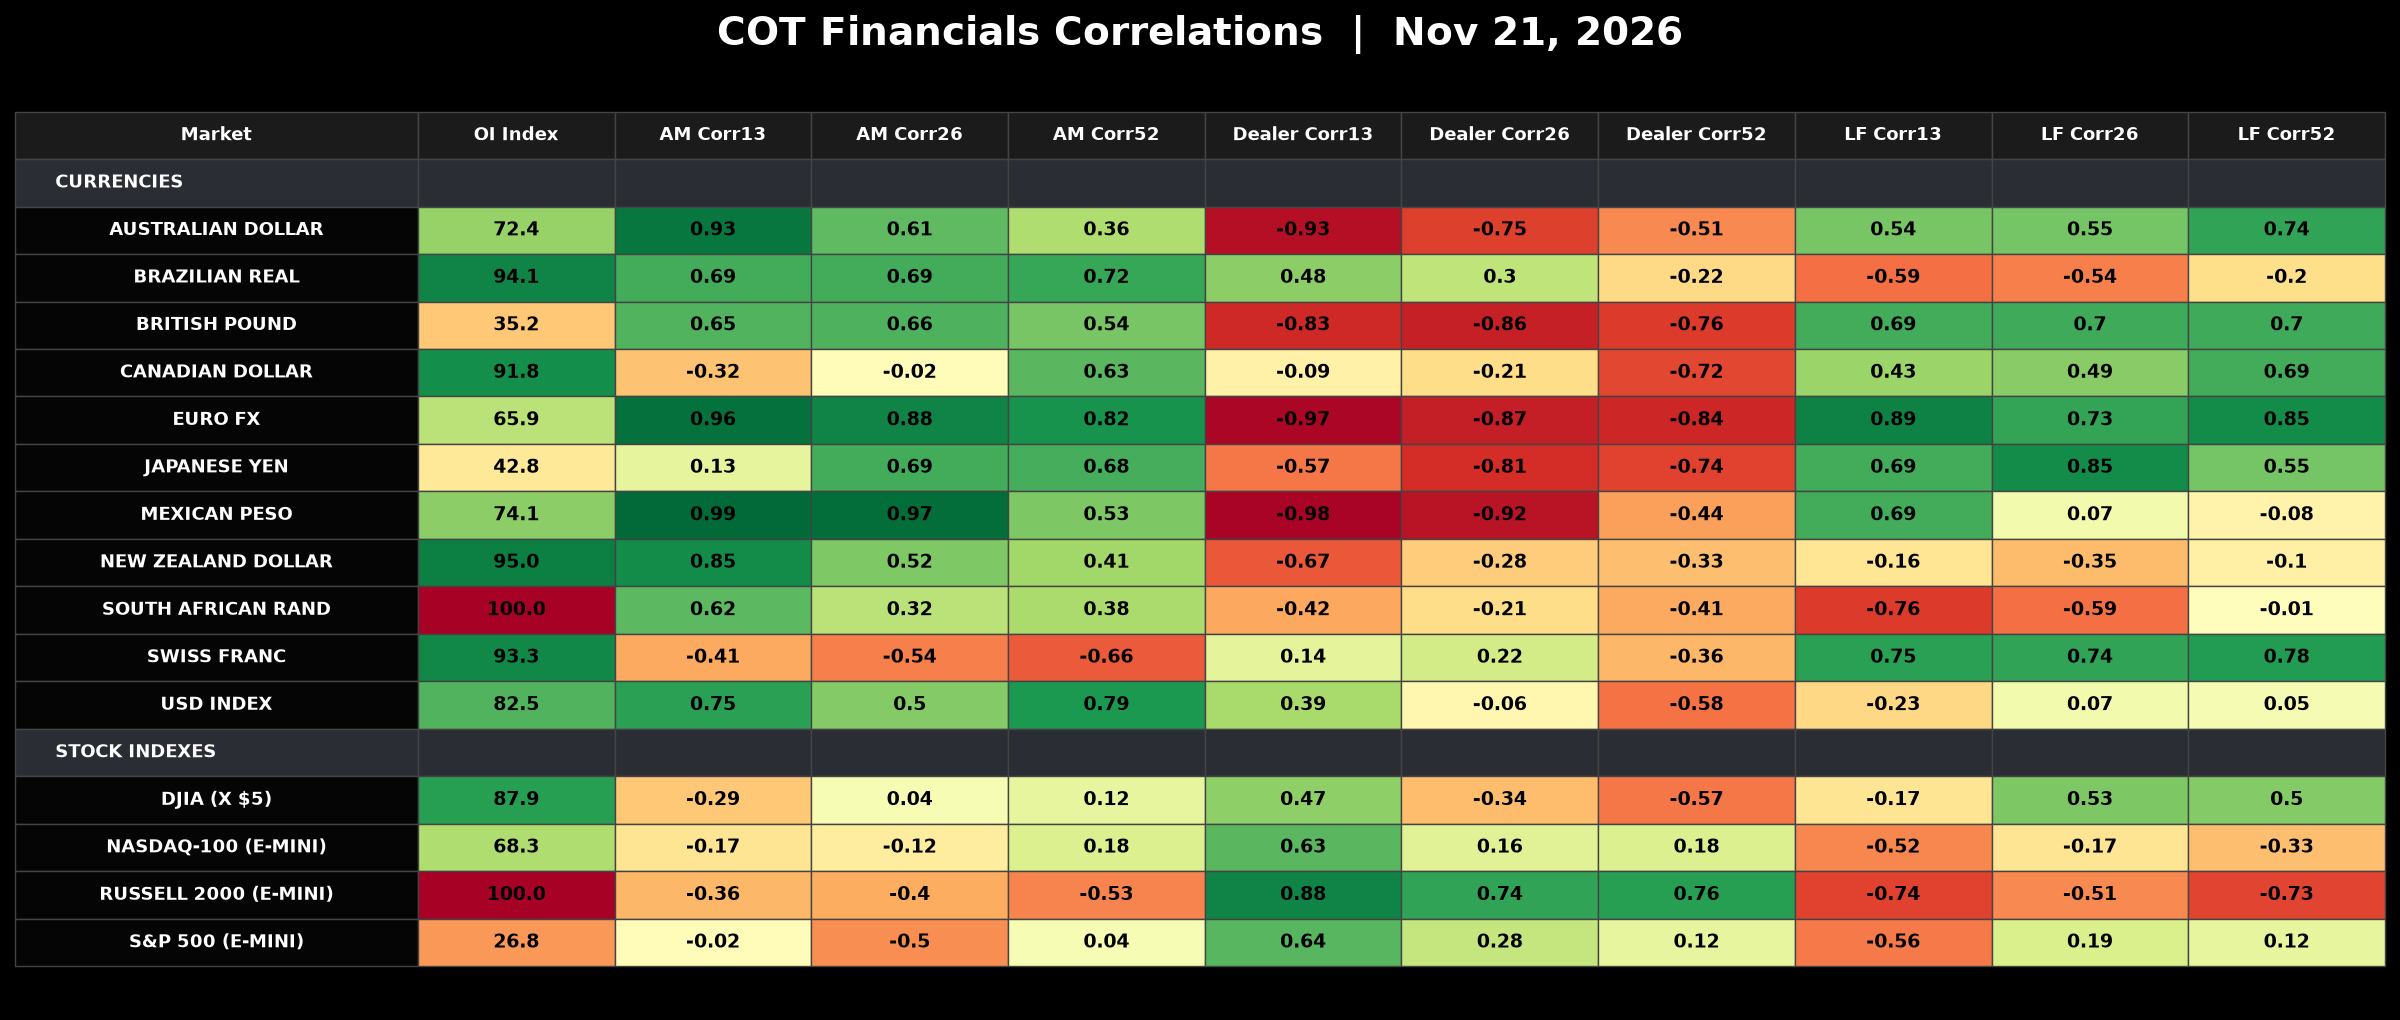 COT Financials Correlations | Nov 21, 2026
Market OI Index AM Corr13 AM Corr26 AM Corr52 Dealer Corr13 Dealer Corr26 Dealer Corr52 LF Corr13 LF Corr26 LF Corr52
CURRENCIES
AUSTRALIAN DOLLAR 72.4 0.93 0.61 0.36 -0.93 -0.75 -0.51 0.54 0.55 0.74
BRAZILIAN REAL 94.1 0.69 0.69 0.72 0.48 0.3 -0.22 -0.59 -0.54 -0.2
BRITISH POUND 35.2 0.65 0.66 0.54 -0.83 -0.86 -0.76 0.69 0.7 0.7
CANADIAN DOLLAR 91.8 -0.32 -0.02 0.63 -0.09 -0.21 -0.72 0.43 0.49 0.69
EURO FX 65.9 0.96 0.88 0.82 -0.97 -0.87 -0.84 0.89 0.73 0.85
JAPANESE YEN 42.8 0.13 0.69 0.68 -0.57 -0.81 -0.74 0.69 0.85 0.55
MEXICAN PESO 74.1 0.99 0.97 0.53 -0.98 -0.92 -0.44 0.69 0.07 -0.08
NEW ZEALAND DOLLAR 95.0 0.85 0.52 0.41 -0.67 -0.28 -0.33 -0.16 -0.35 -0.1
SOUTH AFRICAN RAND 100.0 0.62 0.32 0.38 -0.42 -0.21 -0.41 -0.76 -0.59 -0.01
SWISS FRANC 93.3 -0.41 -0.54 -0.66 0.14 0.22 -0.36 0.75 0.74 0.78
USD INDEX 82.5 0.75 0.5 0.79 0.39 -0.06 -0.58 -0.23 0.07 0.05
STOCK INDEXES
DJIA (X $5) 87.9 -0.29 0.04 0.12 0.47 -0.34 -0.57 -0.17 0.53 0.5
NASDAQ-100 (E-MINI) 68.3 -0.17 -0.12 0.18 0.63 0.16 0.18 -0.52 -0.17 -0.33
RUSSELL 2000 (E-MINI) 100.0 -0.36 -0.4 -0.53 0.88 0.74 0.76 -0.74 -0.51 -0.73
S&P 500 (E-MINI) 26.8 -0.02 -0.5 0.04 0.64 0.28 0.12 -0.56 0.19 0.12